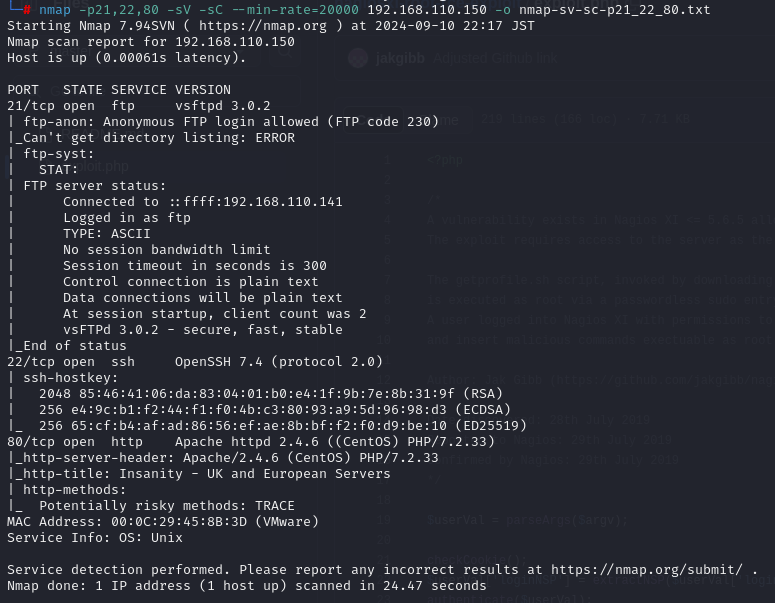 └─# nmap -p21,22,80 -sV -sC --min-rate=20000 192.168.110.150 -o nmap-sv-sc-p21_22_80.txt
Starting Nmap 7.94SVN ( https://nmap.org ) at 2024-09-10 22:17 JST
Nmap scan report for 192.168.110.150
Host is up (0.00061s latency).

PORT   STATE SERVICE VERSION
21/tcp open  ftp     vsftpd 3.0.2
| ftp-anon: Anonymous FTP login allowed (FTP code 230)
|_Can't get directory listing: ERROR
| ftp-syst:
|   STAT:
| FTP server status:
|      Connected to ::ffff:192.168.110.141
|      Logged in as ftp
|      TYPE: ASCII
|      No session bandwidth limit
|      Session timeout in seconds is 300
|      Control connection is plain text
|      Data connections will be plain text
|      At session startup, client count was 2
|      vsFTPd 3.0.2 - secure, fast, stable
|_End of status
22/tcp open  ssh     OpenSSH 7.4 (protocol 2.0)
| ssh-hostkey:
|   2048 85:46:41:06:da:83:04:01:b0:e4:1f:9b:7e:8b:31:9f (RSA)
|   256 e4:9c:b1:f2:44:f1:f0:4b:c3:80:93:a9:5d:96:98:d3 (ECDSA)
|_  256 65:cf:b4:af:ad:86:56:ef:ae:8b:bf:f2:f0:d9:be:10 (ED25519)
80/tcp open  http    Apache httpd 2.4.6 ((CentOS) PHP/7.2.33)
|_http-server-header: Apache/2.4.6 (CentOS) PHP/7.2.33
|_http-title: Insanity - UK and European Servers
| http-methods:
|_  Potentially risky methods: TRACE
MAC Address: 00:0C:29:45:8B:3D (VMware)
Service Info: OS: Unix

Service detection performed. Please report any incorrect results at https://nmap.org/submit/ .
Nmap done: 1 IP address (1 host up) scanned in 24.47 seconds
jakgibb Adjusted Github link
<?php